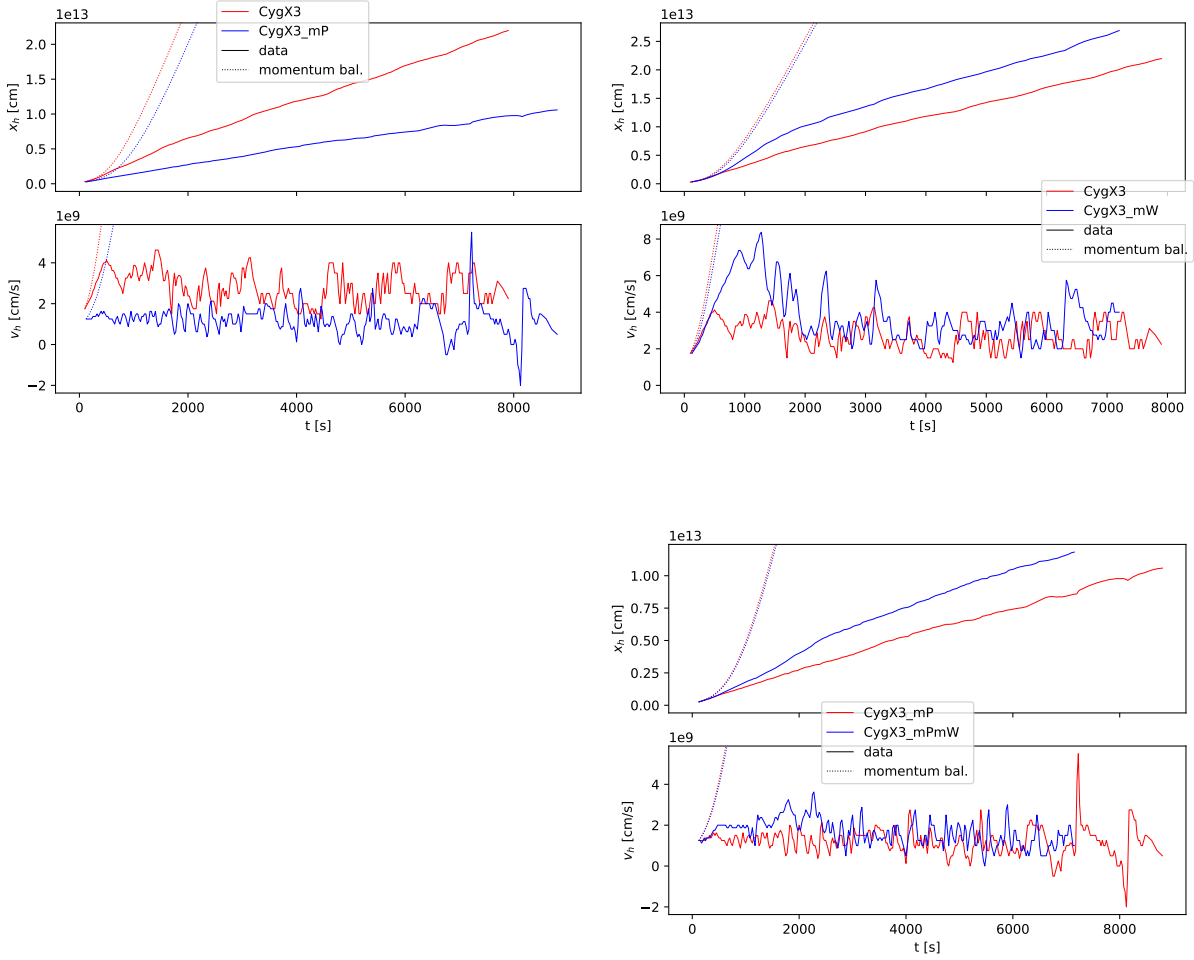 1e13
CygX3
CygX3_mP
data
momentum bal.
2.0
1.5
1.0
0.5
0.0
x_h [cm]
1e9
4
2
0
−2
v_h [cm/s]
0 2000 4000 6000 8000
t [s]
1e13
2.5
2.0
1.5
1.0
0.5
0.0
x_h [cm]
CygX3
CygX3_mW
data
momentum bal.
1e9
8
6
4
2
0
v_h [cm/s]
0 1000 2000 3000 4000 5000 6000 7000 8000
t [s]
1e13
1.00
0.75
0.50
0.25
0.00
x_h [cm]
CygX3_mP
CygX3_mPmW
data
momentum bal.
1e9
4
2
0
−2
v_h [cm/s]
0 2000 4000 6000 8000
t [s]